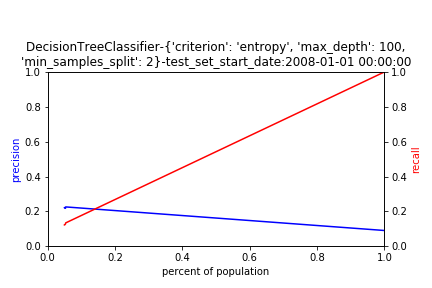 DecisionTreeClassifier-{'criterion': 'entropy', 'max_depth': 100,
'min_samples_split': 2}-test_set_start_date:2008-01-01 00:00:00
1.0
0.8
0.6
0.4
0.2
0.0
precision
1.0
0.8
0.6
0.4
0.2
0.0
recall
0.0 0.2 0.4 0.6 0.8 1.0
percent of population